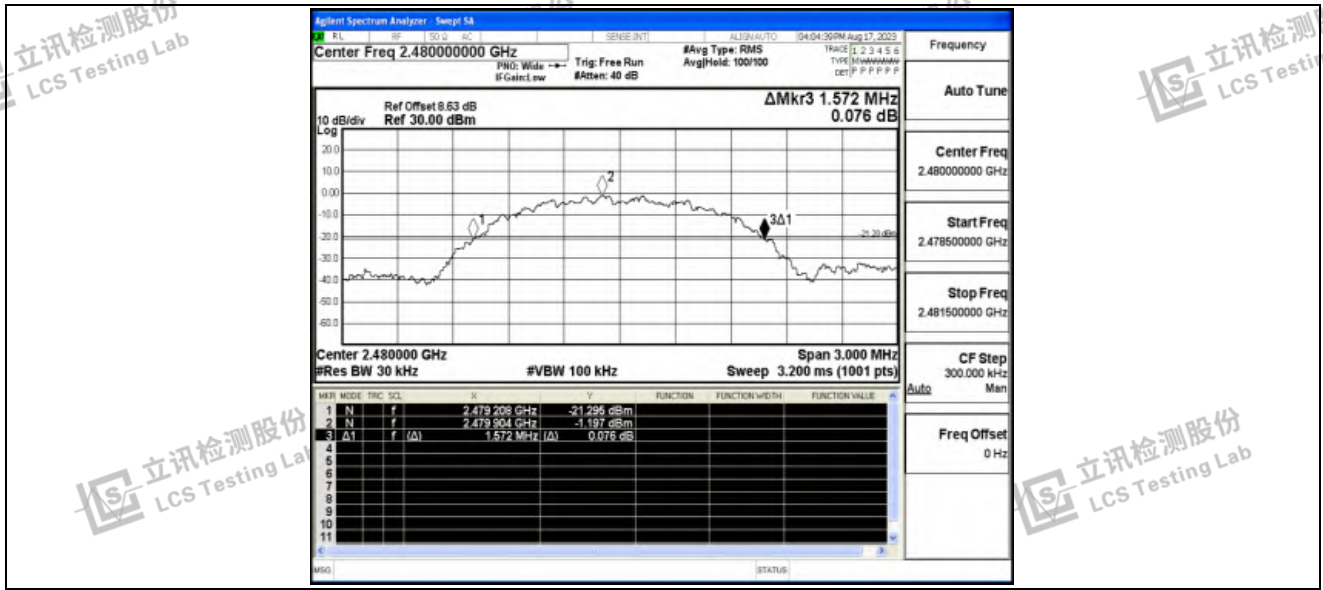 Agilent Spectrum Analyzer - Swept SA
RL RF 50 Ω AC SENSE:INT ALIGN AUTO 04:04:39 PM Aug 17, 2023
Center Freq 2.480000000 GHz
PNO: Wide
IFGain:Low
Trig: Free Run
#Atten: 40 dB
#Avg Type: RMS
Avg|Hold: 100/100
TRACE 1 2 3 4 5 6
TYPE
DET P P P P P P
Frequency
Auto Tune
Center Freq
2.480000000 GHz
Start Freq
2.478500000 GHz
Stop Freq
2.481500000 GHz
CF Step
300.000 kHz
Auto Man
Freq Offset
0 Hz
ΔMkr3 1.572 MHz
0.076 dB
Ref Offset 8.63 dB
10 dB/div Ref 30.00 dBm
Log
20.0
10.0
0.00
-10.0
-20.0
-30.0
-40.0
-50.0
-60.0
1
2
3Δ1
-21.20 dBm
Center 2.480000 GHz Span 3.000 MHz
#Res BW 30 kHz #VBW 100 kHz Sweep 3.200 ms (1001 pts)
MKR MODE TRC SCL X Y FUNCTION FUNCTION WIDTH FUNCTION VALUE
1 N f 2.479 208 GHz -21.295 dBm
2 N f 2.479 904 GHz -1.197 dBm
3 Δ1 f (Δ) 1.572 MHz (Δ) 0.076 dB
4
5
6
7
8
9
10
11
MSG STATUS
立讯检测股份
LCS Testing Lab
立讯检测
LCS Testi
立讯检测股份
LCS Testing Lab
立讯检测股份
LCS Testing Lab